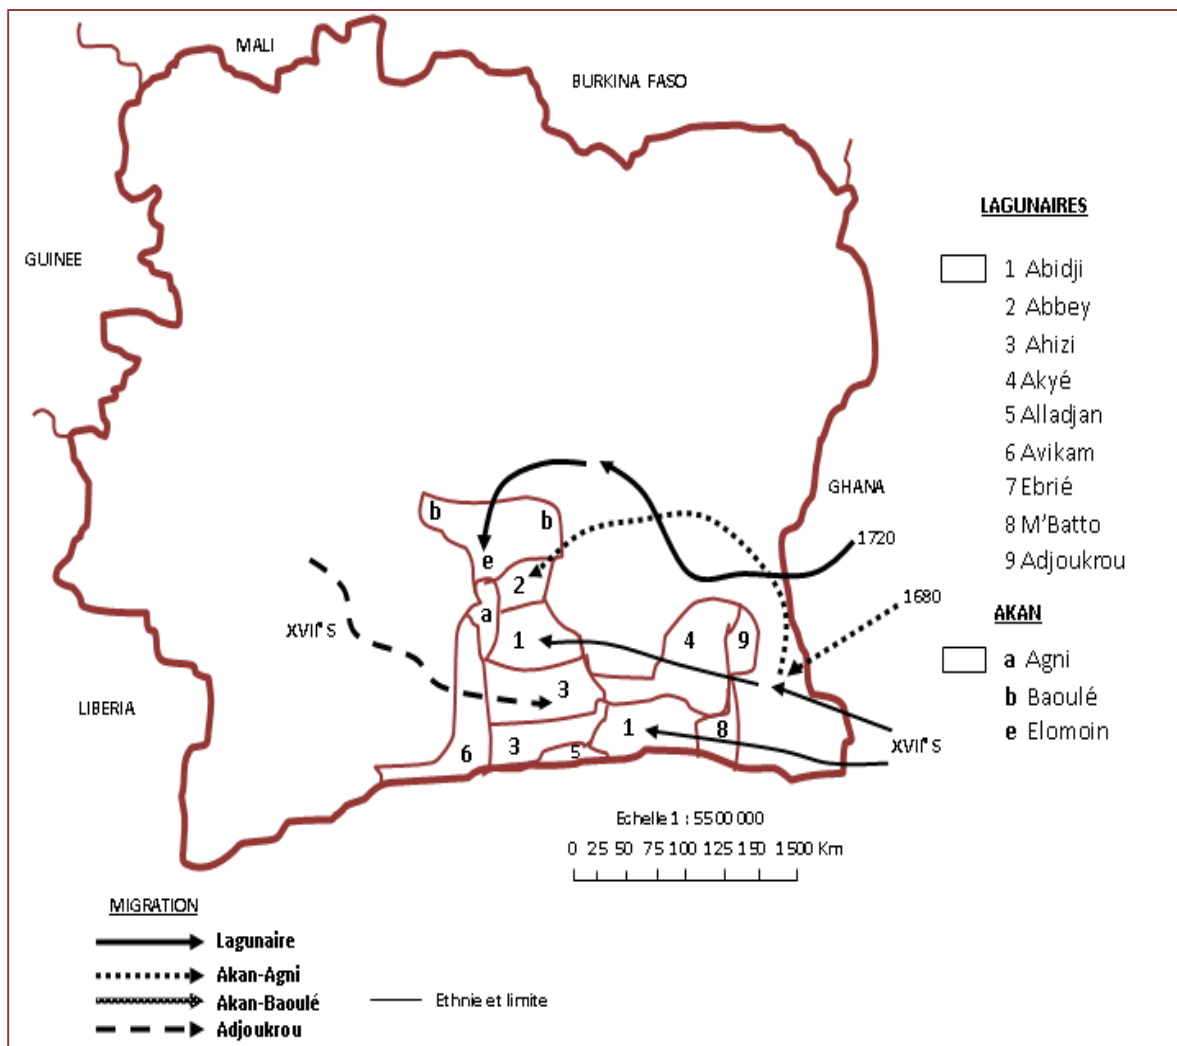 MALI
BURKINA FASO
GUINEE
LAGUNAIRES
1 Abidji
2 Abbey
3 Ahizi
4 Akyé
5 Alladjan
6 Avikam
7 Ebrié
8 M'Batto
9 Adjoukrou
GHANA
b
b
1720
e
2
1680
AKAN
a
XVIIᵉ S
1
4
9
a Agni
b Baoulé
e Elomoin
LIBERIA
3
1
8
XVIIᵉ S
6
3
5
Echelle 1 : 5500 000
0 25 50 75 100 125 150 1500 Km
MIGRATION
Lagunaire
Akan-Agni
Akan-Baoulé
Ethnie et limite
Adjoukrou